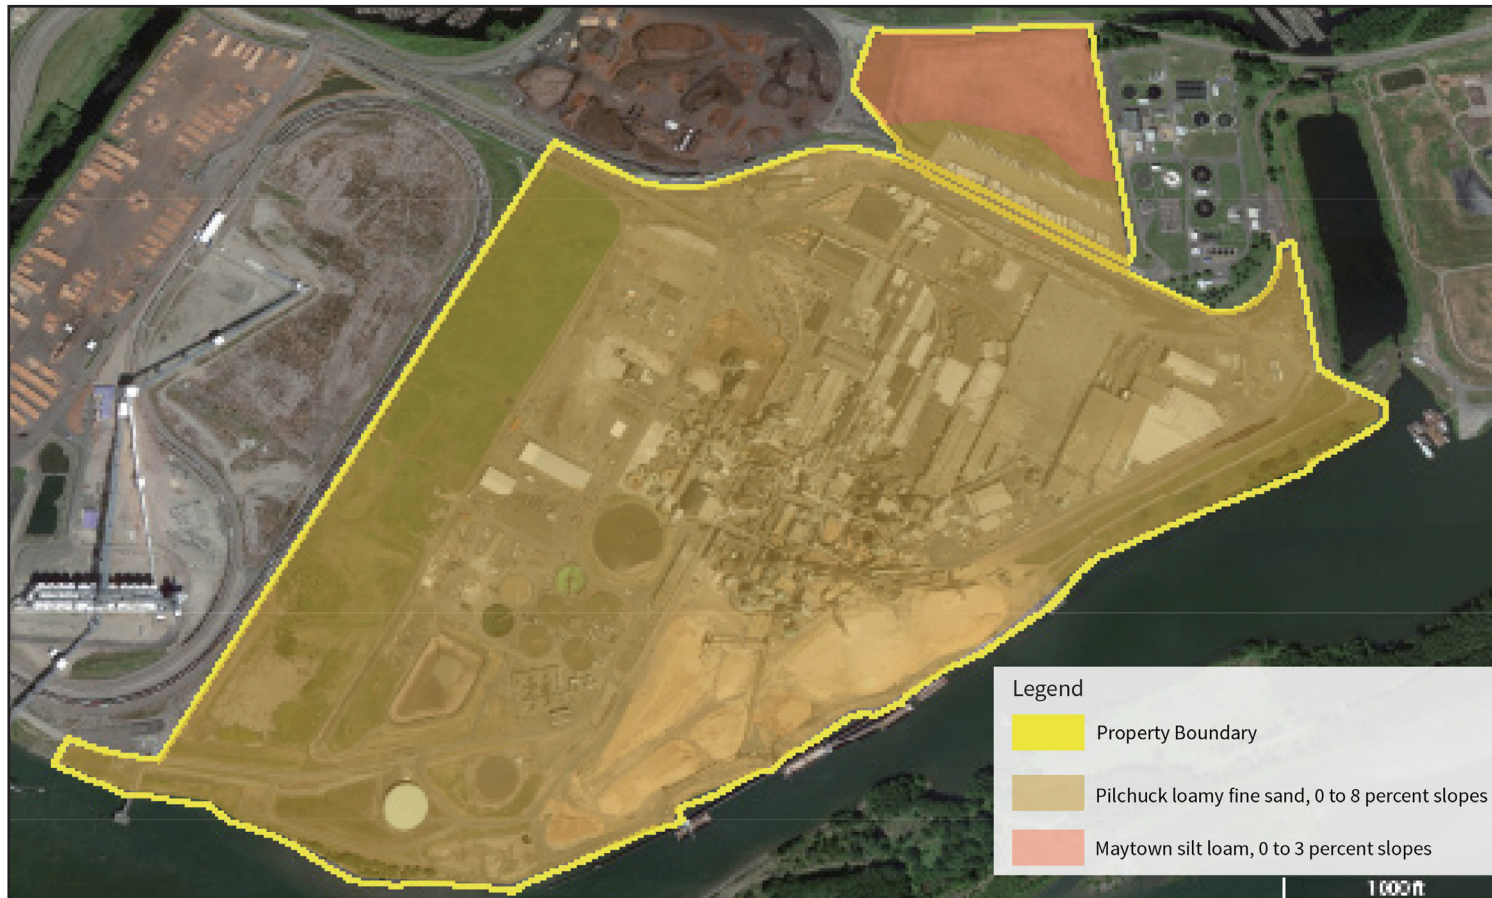 Legend
Property Boundary
Pilchuck loamy fine sand, 0 to 8 percent slopes
Maytown silt loam, 0 to 3 percent slopes
1000 ft